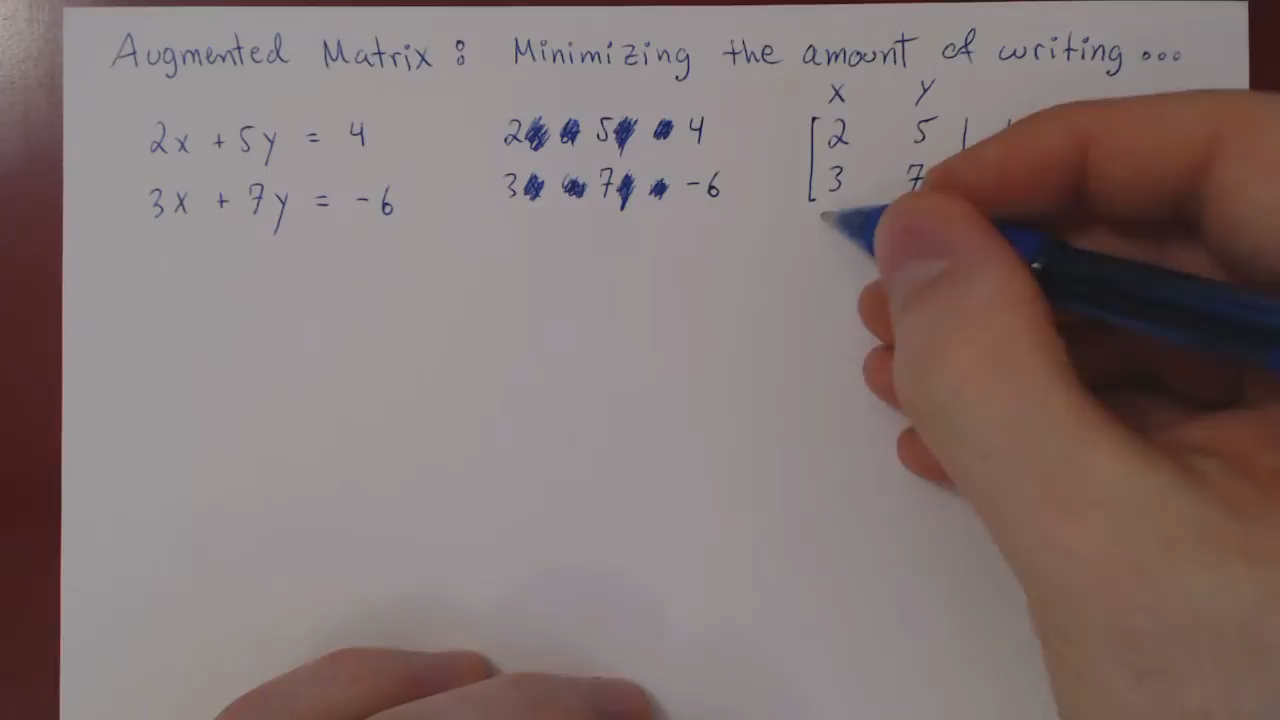 Augmented Matrix : Minimizing the amount of writing ...
x y
2x + 5y = 4 2 5 4 [ 2 5 |
3x + 7y = -6 3 7 -6 3 7